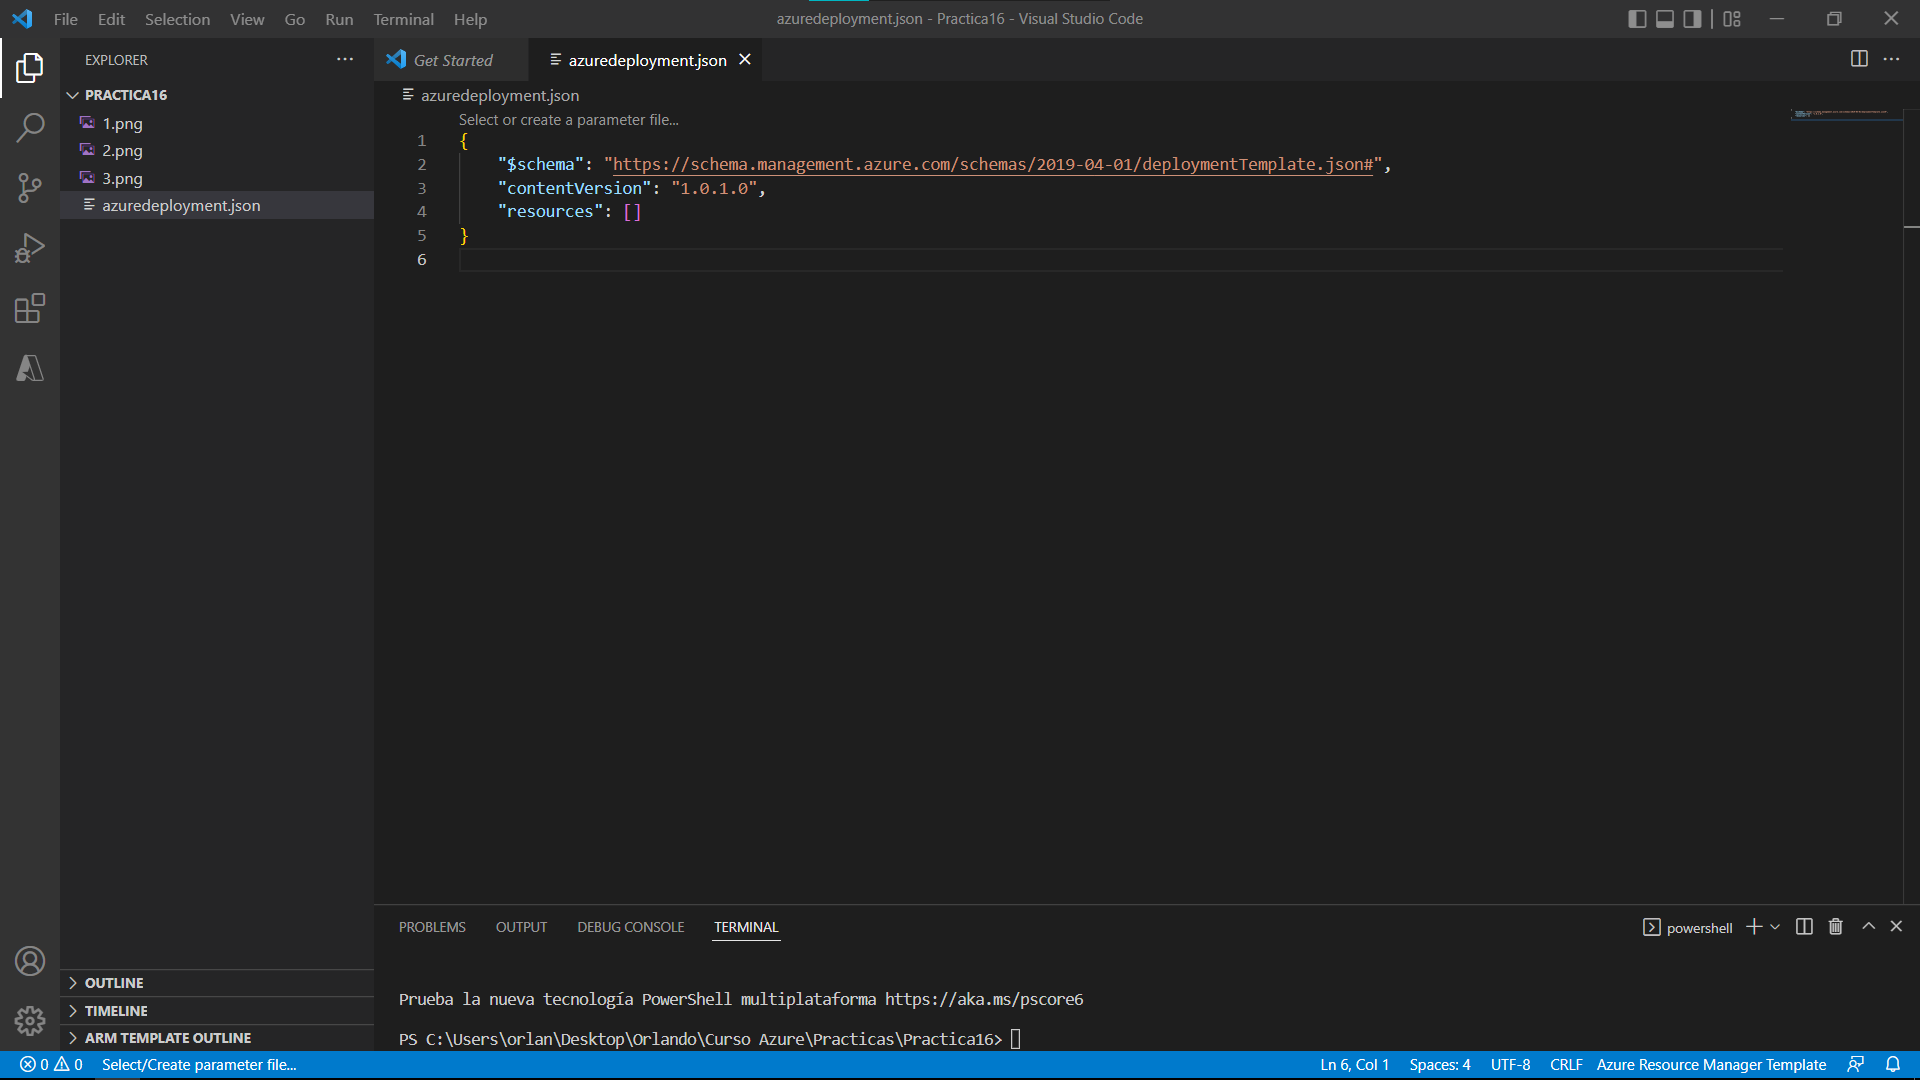 File Edit Selection View Go Run Terminal Help
azuredeployment.json - Practica16 - Visual Studio Code
EXPLORER
PRACTICA16
1.png
2.png
3.png
azuredeployment.json
OUTLINE
TIMELINE
ARM TEMPLATE OUTLINE
Get Started
azuredeployment.json
azuredeployment.json
Select or create a parameter file...
1 {
2 "$schema": "https://schema.management.azure.com/schemas/2019-04-01/deploymentTemplate.json#",
3 "contentVersion": "1.0.1.0",
4 "resources": []
5 }
6
PROBLEMS OUTPUT DEBUG CONSOLE TERMINAL
powershell
Prueba la nueva tecnología PowerShell multiplataforma https://aka.ms/pscore6
PS C:\Users\orlan\Desktop\Orlando\Curso Azure\Practicas\Practica16>
0 0 Select/Create parameter file...
Ln 6, Col 1 Spaces: 4 UTF-8 CRLF Azure Resource Manager Template